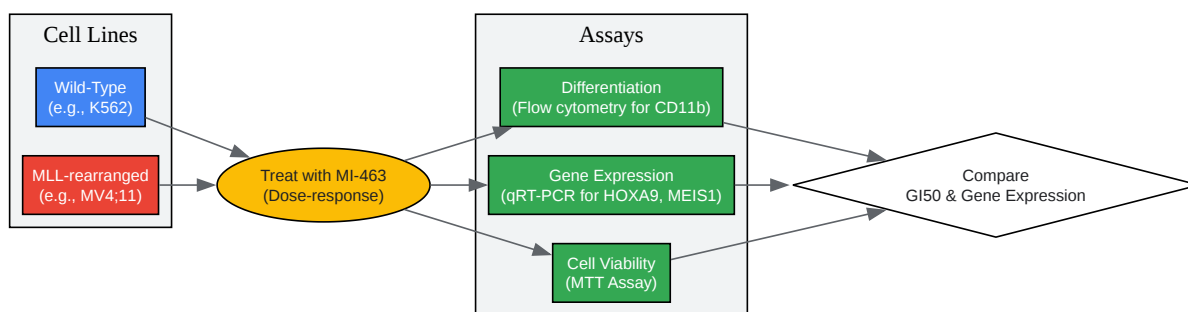 Cell Lines
Wild-Type
(e.g., K562)
MLL-rearranged
(e.g., MV4;11)
Treat with MI-463
(Dose-response)
Assays
Differentiation
(Flow cytometry for CD11b)
Gene Expression
(qRT-PCR for HOXA9, MEIS1)
Cell Viability
(MTT Assay)
Compare
GI50 & Gene Expression